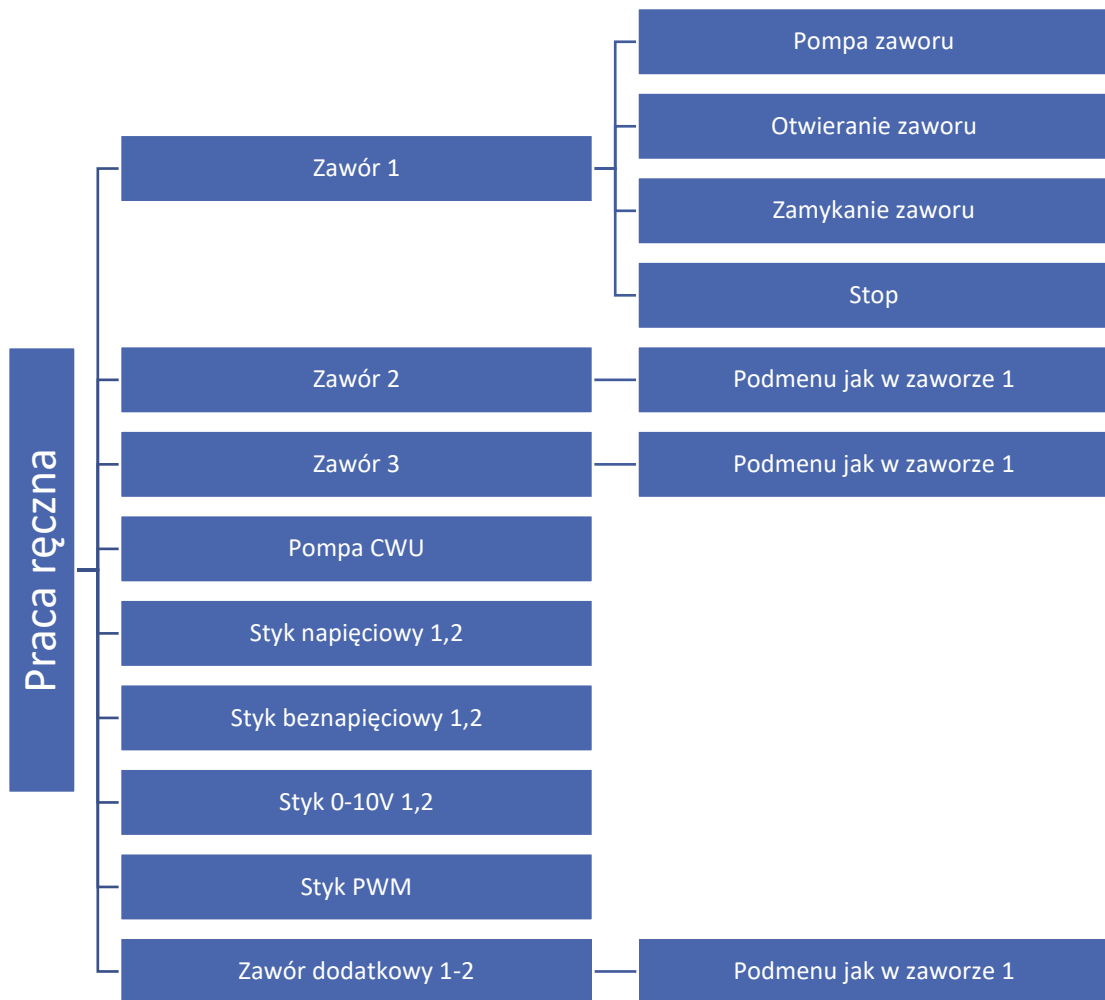 Praca ręczna
Zawór 1
Pompa zaworu
Otwieranie zaworu
Zamykanie zaworu
Stop
Zawór 2
Podmenu jak w zaworze 1
Zawór 3
Podmenu jak w zaworze 1
Pompa CWU
Styk napięciowy 1,2
Styk beznapięciowy 1,2
Styk 0-10V 1,2
Styk PWM
Zawór dodatkowy 1-2
Podmenu jak w zaworze 1